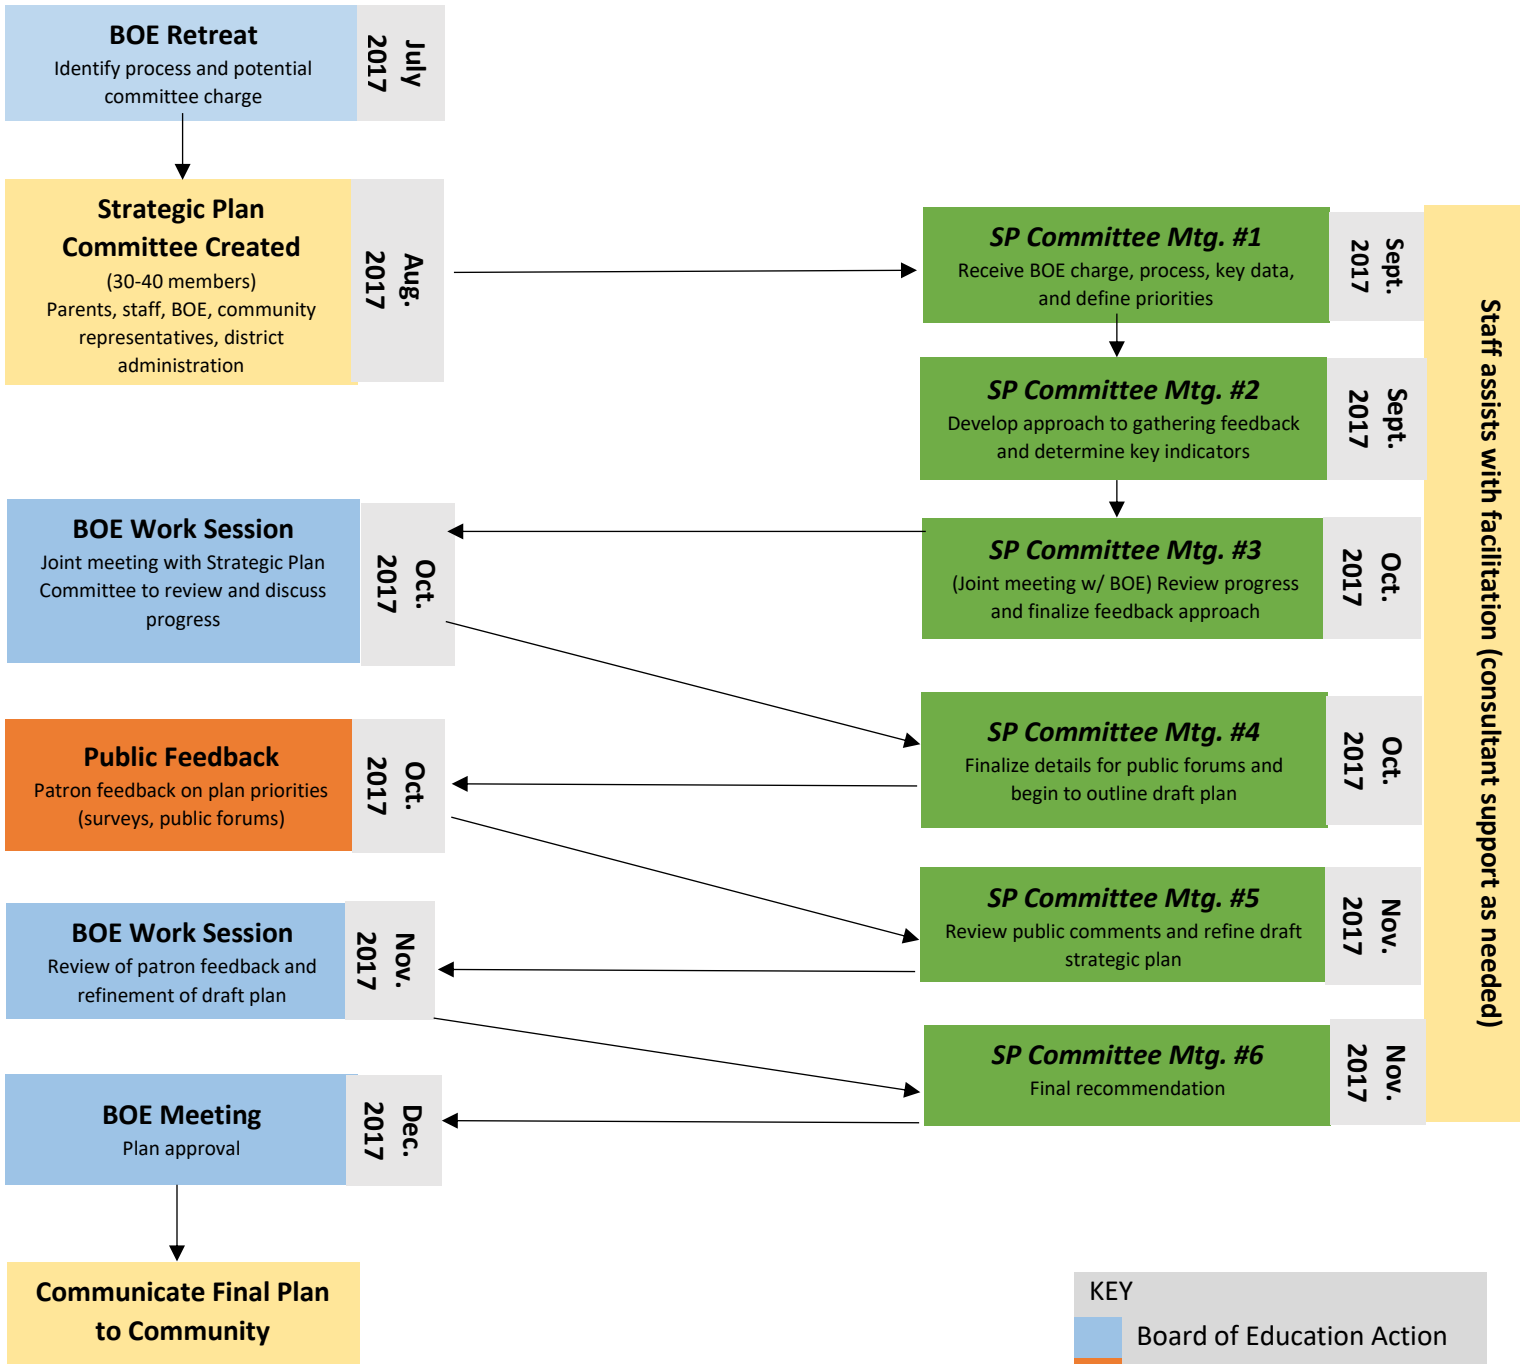 BOE Retreat
Identify process and potential
committee charge
July
2017
Strategic Plan
Committee Created
(30-40 members)
Parents, staff, BOE, community
representatives, district
administration
Aug.
2017
SP Committee Mtg. #1
Receive BOE charge, process, key data,
and define priorities
Sept.
2017
SP Committee Mtg. #2
Develop approach to gathering feedback
and determine key indicators
Sept.
2017
BOE Work Session
Joint meeting with Strategic Plan
Committee to review and discuss
progress
Oct.
2017
SP Committee Mtg. #3
(Joint meeting w/ BOE) Review progress
and finalize feedback approach
Oct.
2017
SP Committee Mtg. #4
Finalize details for public forums and
begin to outline draft plan
Oct.
2017
Public Feedback
Patron feedback on plan priorities
(surveys, public forums)
Oct.
2017
SP Committee Mtg. #5
Review public comments and refine draft
strategic plan
Nov.
2017
BOE Work Session
Review of patron feedback and
refinement of draft plan
Nov.
2017
SP Committee Mtg. #6
Final recommendation
Nov.
2017
BOE Meeting
Plan approval
Dec.
2017
Communicate Final Plan
to Community
Staff assists with facilitation (consultant support as needed)
KEY
Board of Education Action